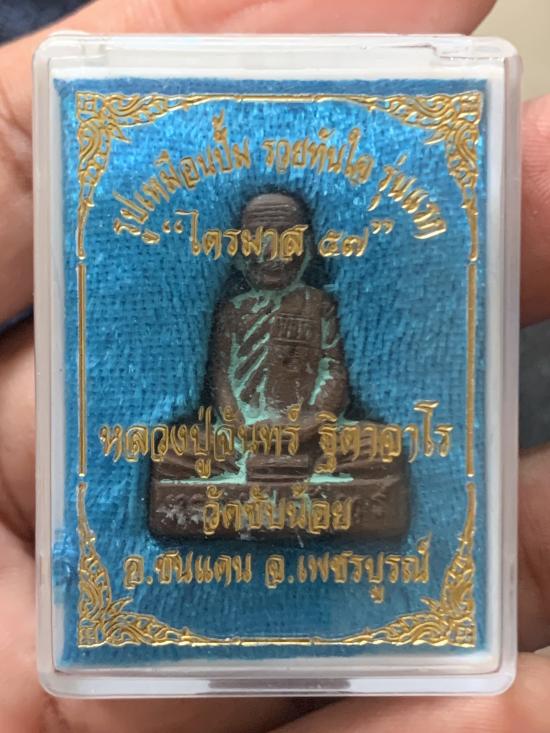 รูปเหมือนปั้ม รวยทันใจ รุ่นแรก
“ไตรมาส ๕๗”
หลวงปู่จันทร์ ฐิตาจาโร
วัดซับน้อย
อ.ชนแดน จ.เพชรบูรณ์